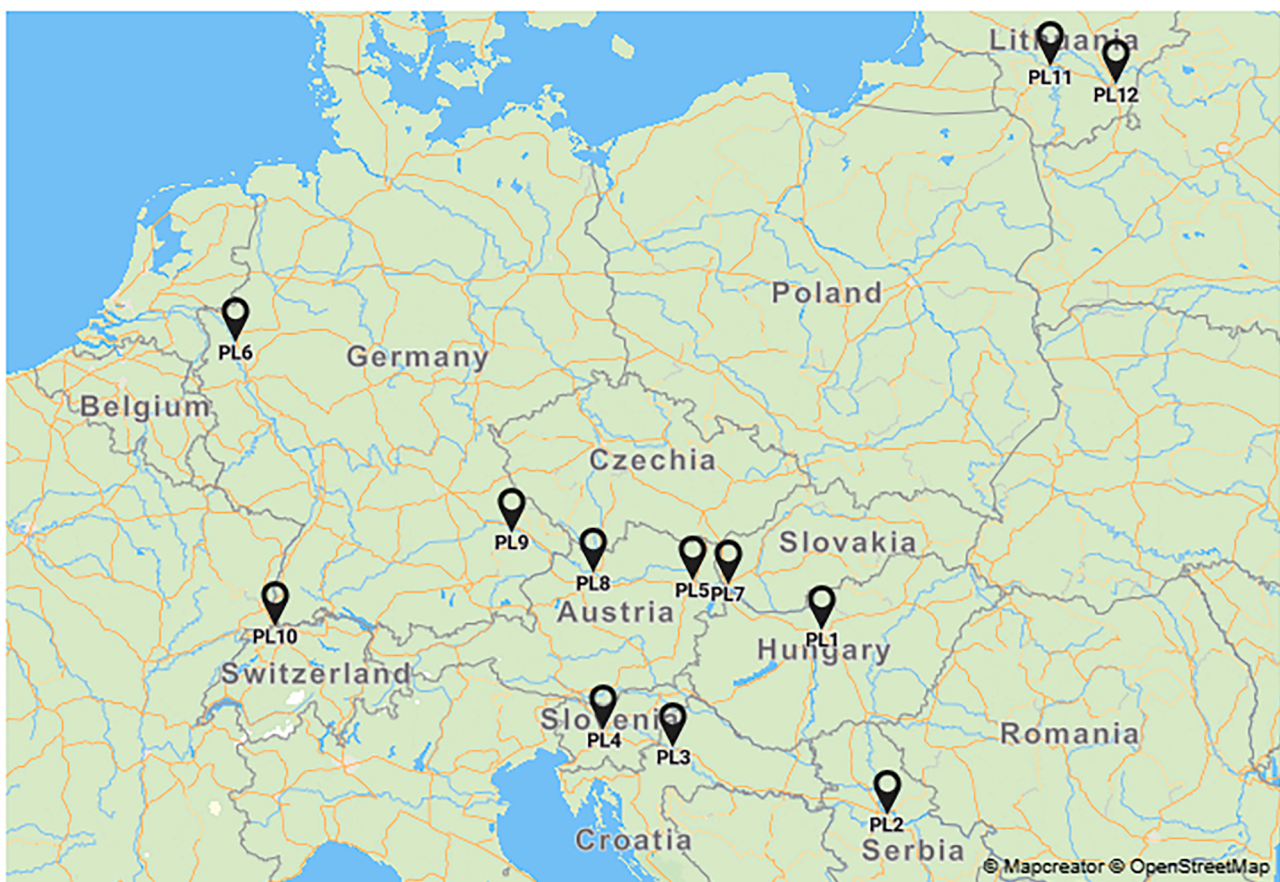 Lithuania
PL11
PL12
Poland
PL6
Germany
Belgium
Czechia
PL9
Slovakia
PL8
PL5
PL7
Austria
PL10
PL1
Hungary
Switzerland
Slovenia
PL4
PL3
Romania
PL2
Croatia
Serbia
© Mapcreator © OpenStreetMap